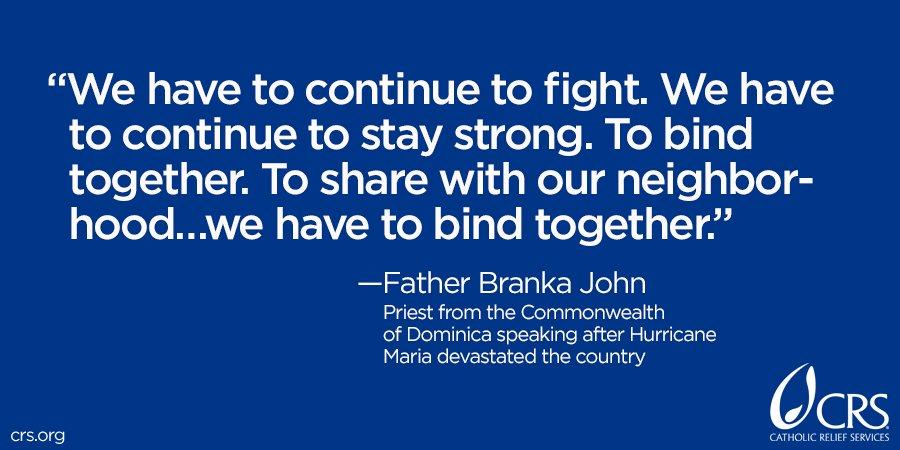 “We have to continue to fight. We have
to continue to stay strong. To bind
together. To share with our neighbor-
hood...we have to bind together.”
—Father Branka John
Priest from the Commonwealth
of Dominica speaking after Hurricane
Maria devastated the country
CRS
CATHOLIC RELIEF SERVICES
crs.org